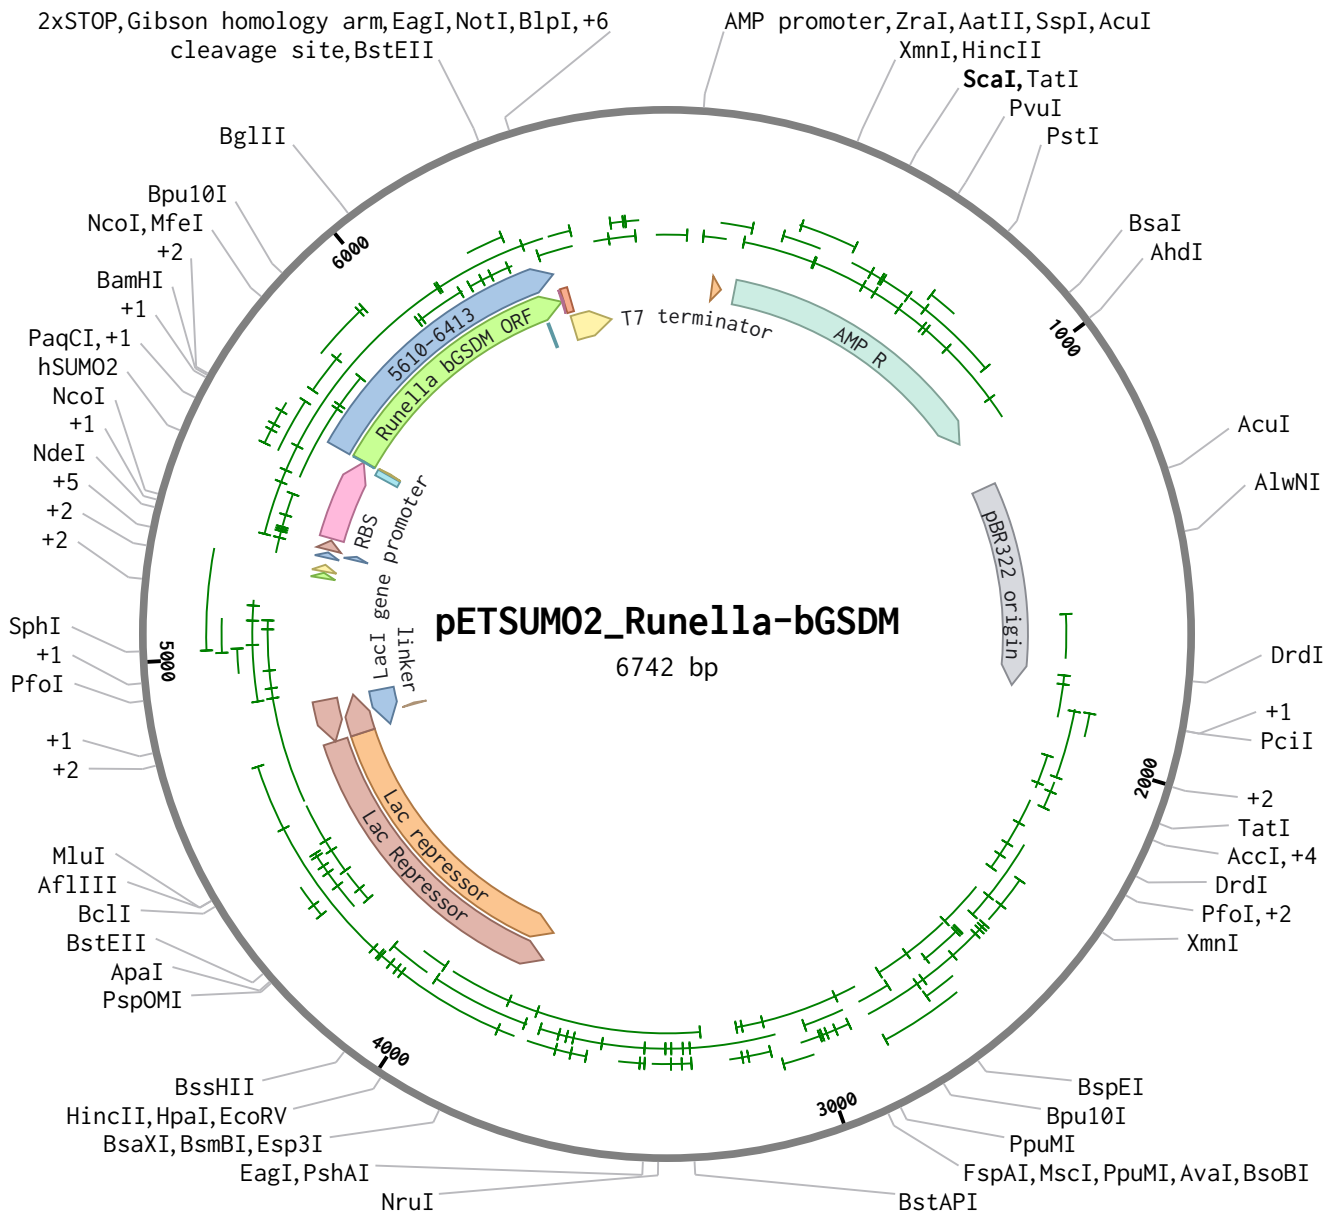 2xSTOP,Gibson homology arm,EagI,NotI,BlpI,+6
cleavage site,BstEII
AMP promoter,ZraI,AatII,SspI,AcuI
XmnI,HincII
ScaI,TatI
PvuI
PstI
BsaI
AhdI
1000
AcuI
AlwNI
DrdI
+1
PciI
2000
+2
TatI
AccI,+4
DrdI
PfoI,+2
XmnI
BspEI
Bpu10I
PpuMI
FspAI,MscI,PpuMI,AvaI,BsoBI
BstAPI
3000
NruI
EagI,PshAI
BsaXI,BsmBI,Esp3I
HincII,HpaI,EcoRV
BssHII
4000
PspOMI
ApaI
BstEII
BclI
AflIII
MluI
+2
+1
PfoI
+1
SphI
5000
+2
+2
+5
NdeI
+1
NcoI
hSUMO2
PaqCI,+1
+1
BamHI
+2
NcoI,MfeI
Bpu10I
BglII
6000
5610-6413
Runella bGSDM ORF
T7 terminator
AMP R
pBR322 origin
RBS
LacI gene promoter
linker
Lac repressor
Lac Repressor
pETSUMO2_Runella-bGSDM
6742 bp